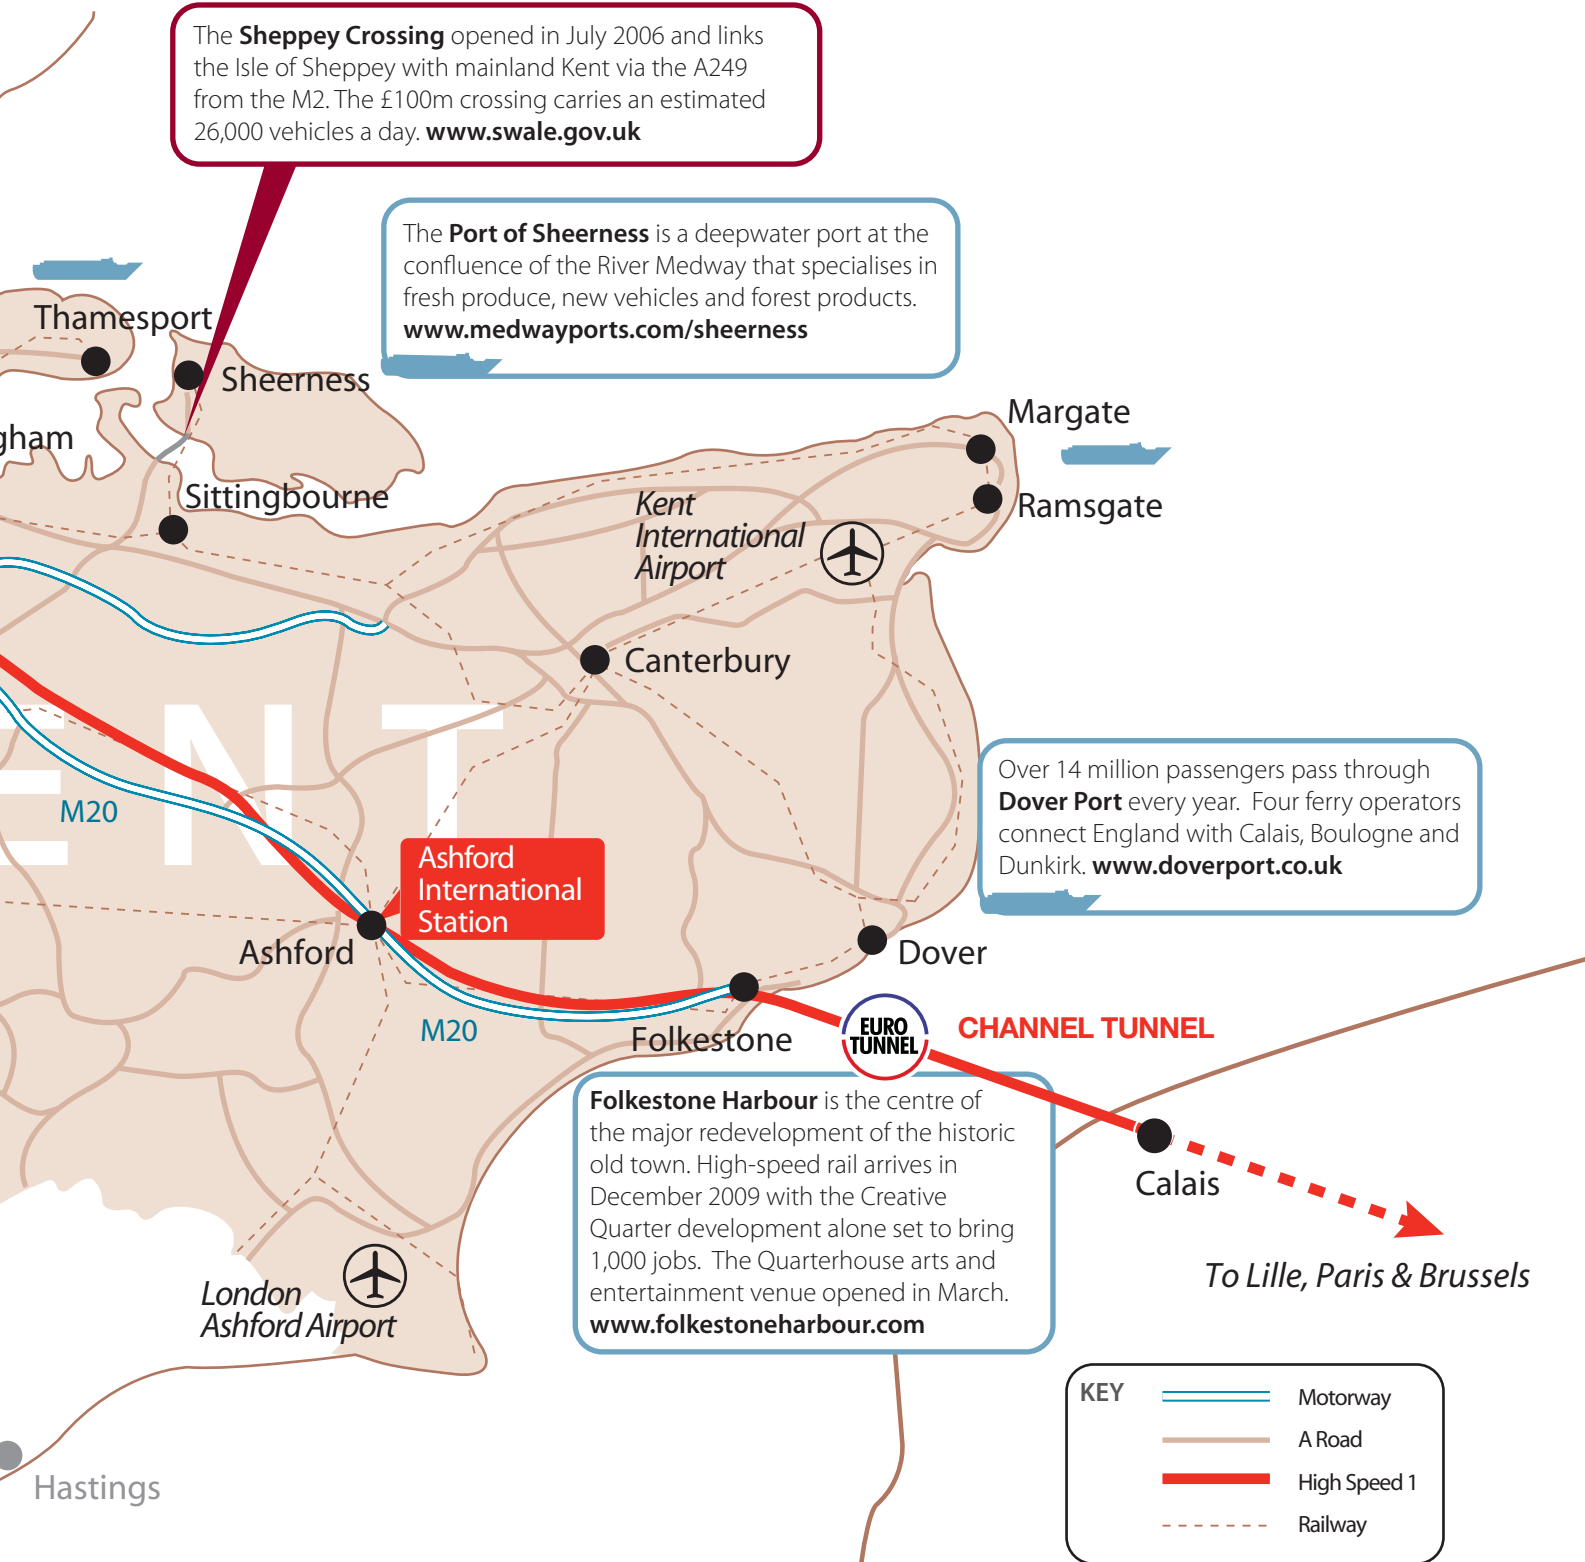 The Sheppey Crossing opened in July 2006 and links
the Isle of Sheppey with mainland Kent via the A249
from the M2. The £100m crossing carries an estimated
26,000 vehicles a day. www.swale.gov.uk
The Port of Sheerness is a deepwater port at the
confluence of the River Medway that specialises in
fresh produce, new vehicles and forest products.
www.medwayports.com/sheerness
Thamesport
Sheerness
gham
Sittingbourne
Margate
Ramsgate
Kent
International
Airport
Canterbury
ENT
M20
Over 14 million passengers pass through
Dover Port every year. Four ferry operators
connect England with Calais, Boulogne and
Dunkirk. www.doverport.co.uk
Ashford
International
Station
Ashford
Dover
M20
Folkestone
EURO
TUNNEL
CHANNEL TUNNEL
Folkestone Harbour is the centre of
the major redevelopment of the historic
old town. High-speed rail arrives in
December 2009 with the Creative
Quarter development alone set to bring
1,000 jobs. The Quarterhouse arts and
entertainment venue opened in March.
www.folkestoneharbour.com
Calais
To Lille, Paris & Brussels
London
Ashford Airport
Hastings
KEY
Motorway
A Road
High Speed 1
Railway